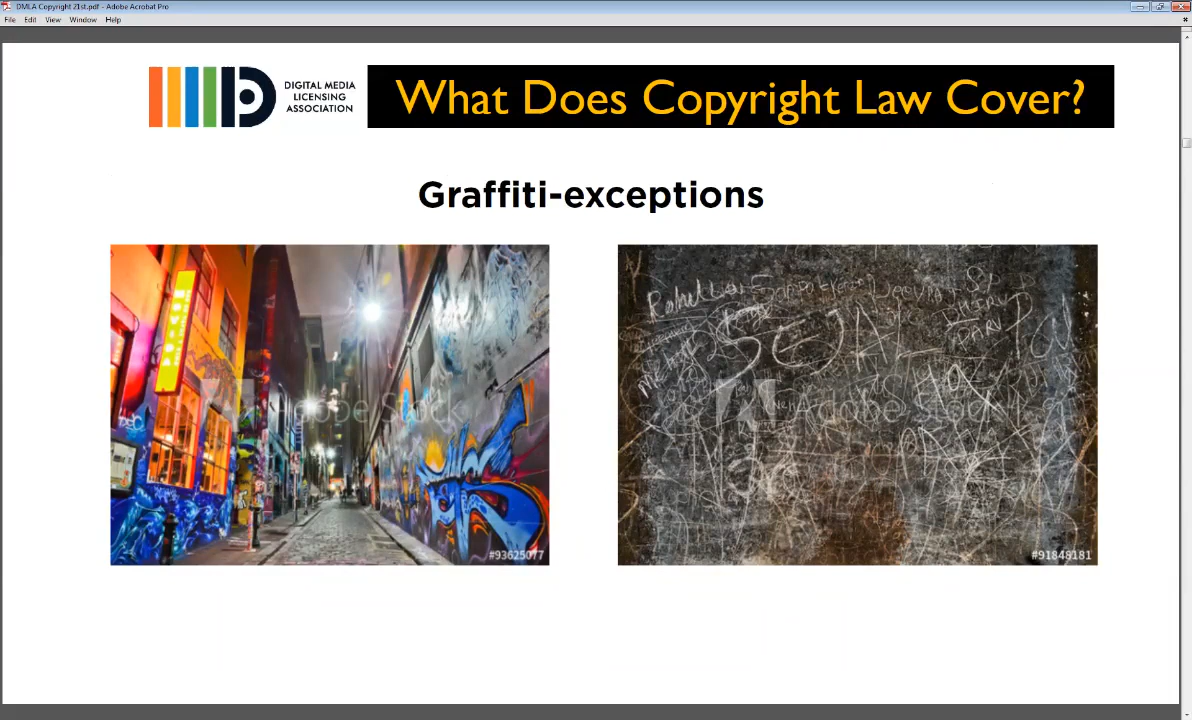 DMLA Copyright 21st.pdf - Adobe Acrobat Pro
File Edit View Window Help
DIGITAL MEDIA
LICENSING
ASSOCIATION
What Does Copyright Law Cover?
Graffiti-exceptions
Adobe Stock
#93625077
Adobe Stock
#91848181